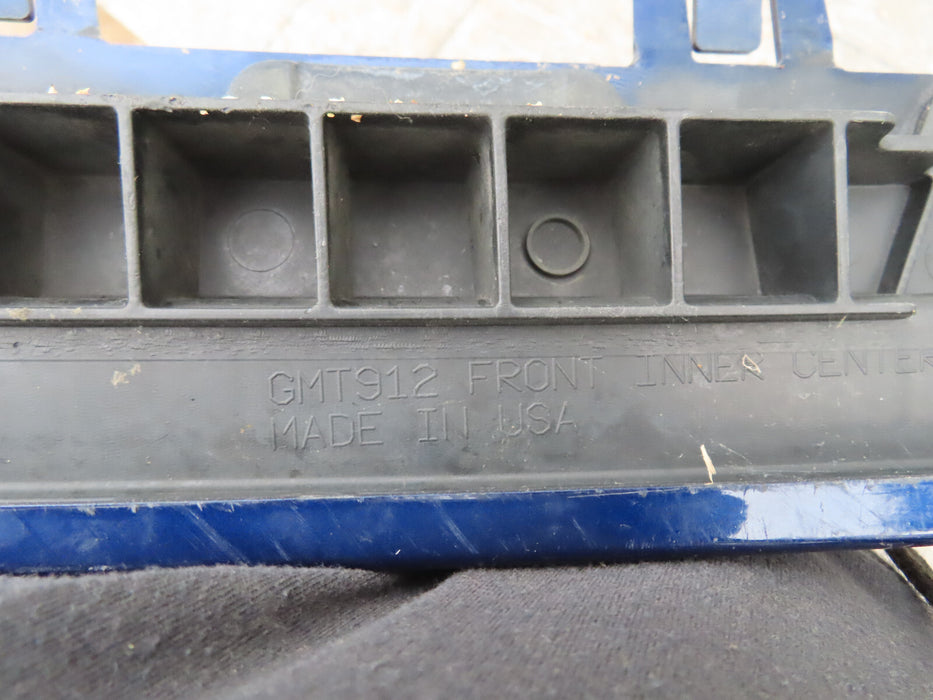 GMT912 FRONT INNER CENTER
MADE IN USA